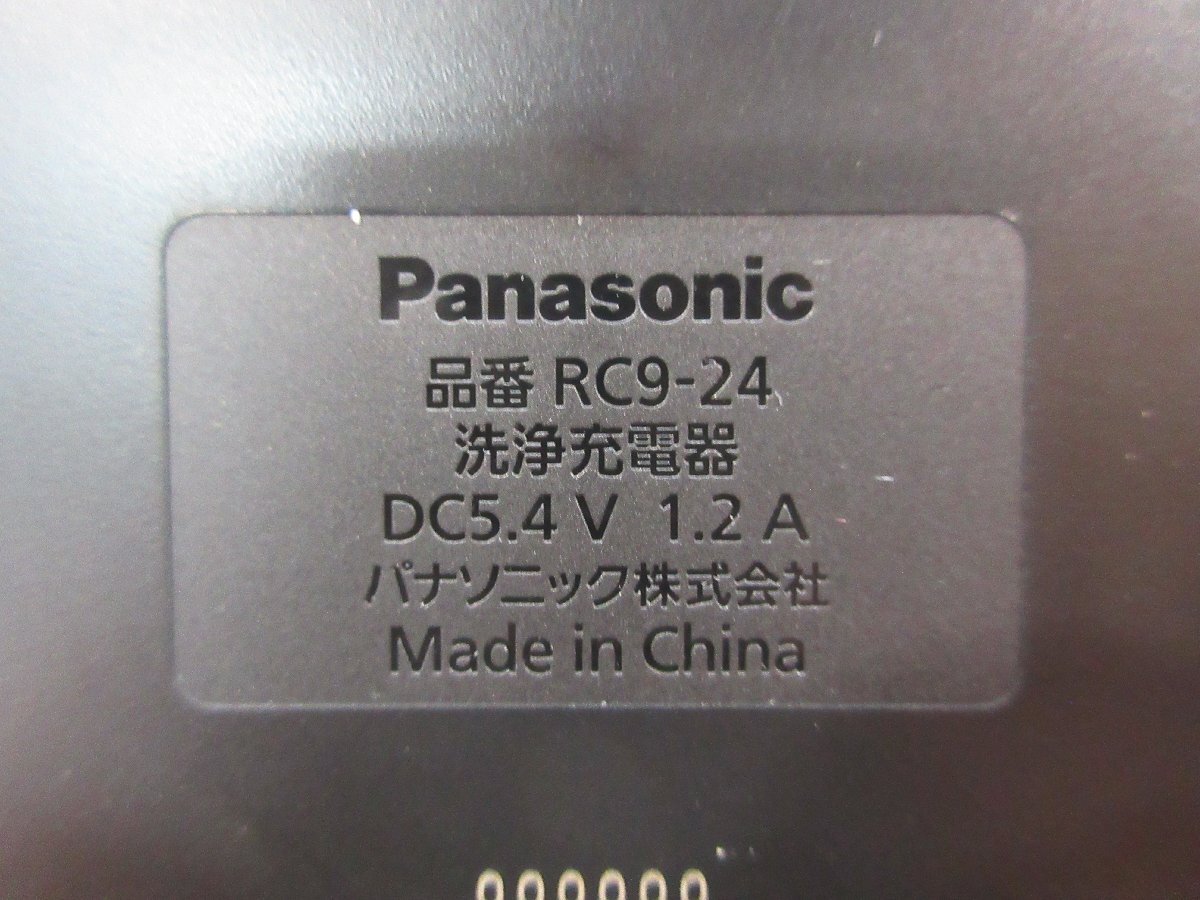 Panasonic
品番 RC9-24
洗浄充電器
DC5.4 V 1.2 A
パナソニック株式会社
Made in China